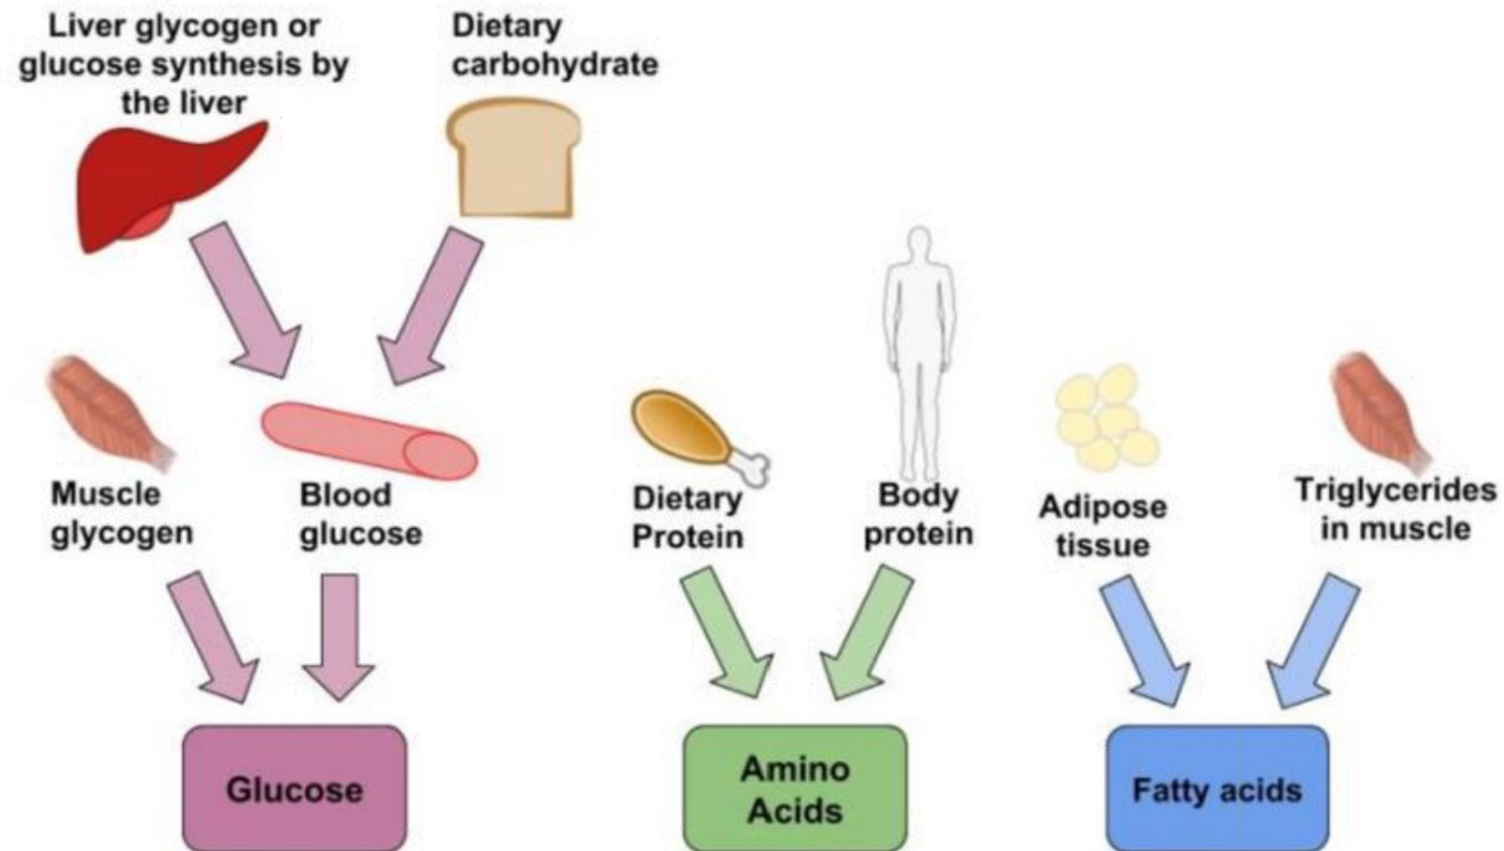 Liver glycogen or
glucose synthesis by
the liver
Dietary
carbohydrate
Muscle
glycogen
Blood
glucose
Dietary
Protein
Body
protein
Adipose
tissue
Triglycerides
in muscle
Glucose
Amino
Acids
Fatty acids